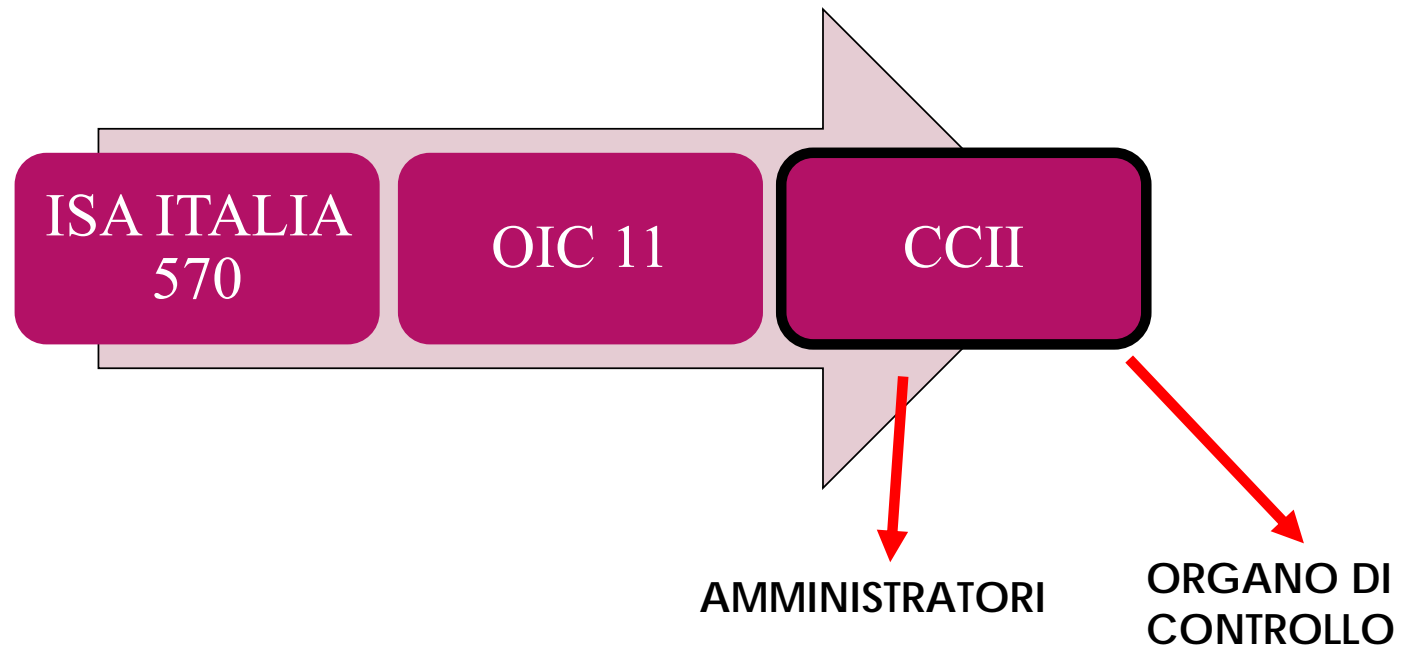 ISA ITALIA
570
OIC 11
CCII
AMMINISTRATORI
ORGANO DI
CONTROLLO